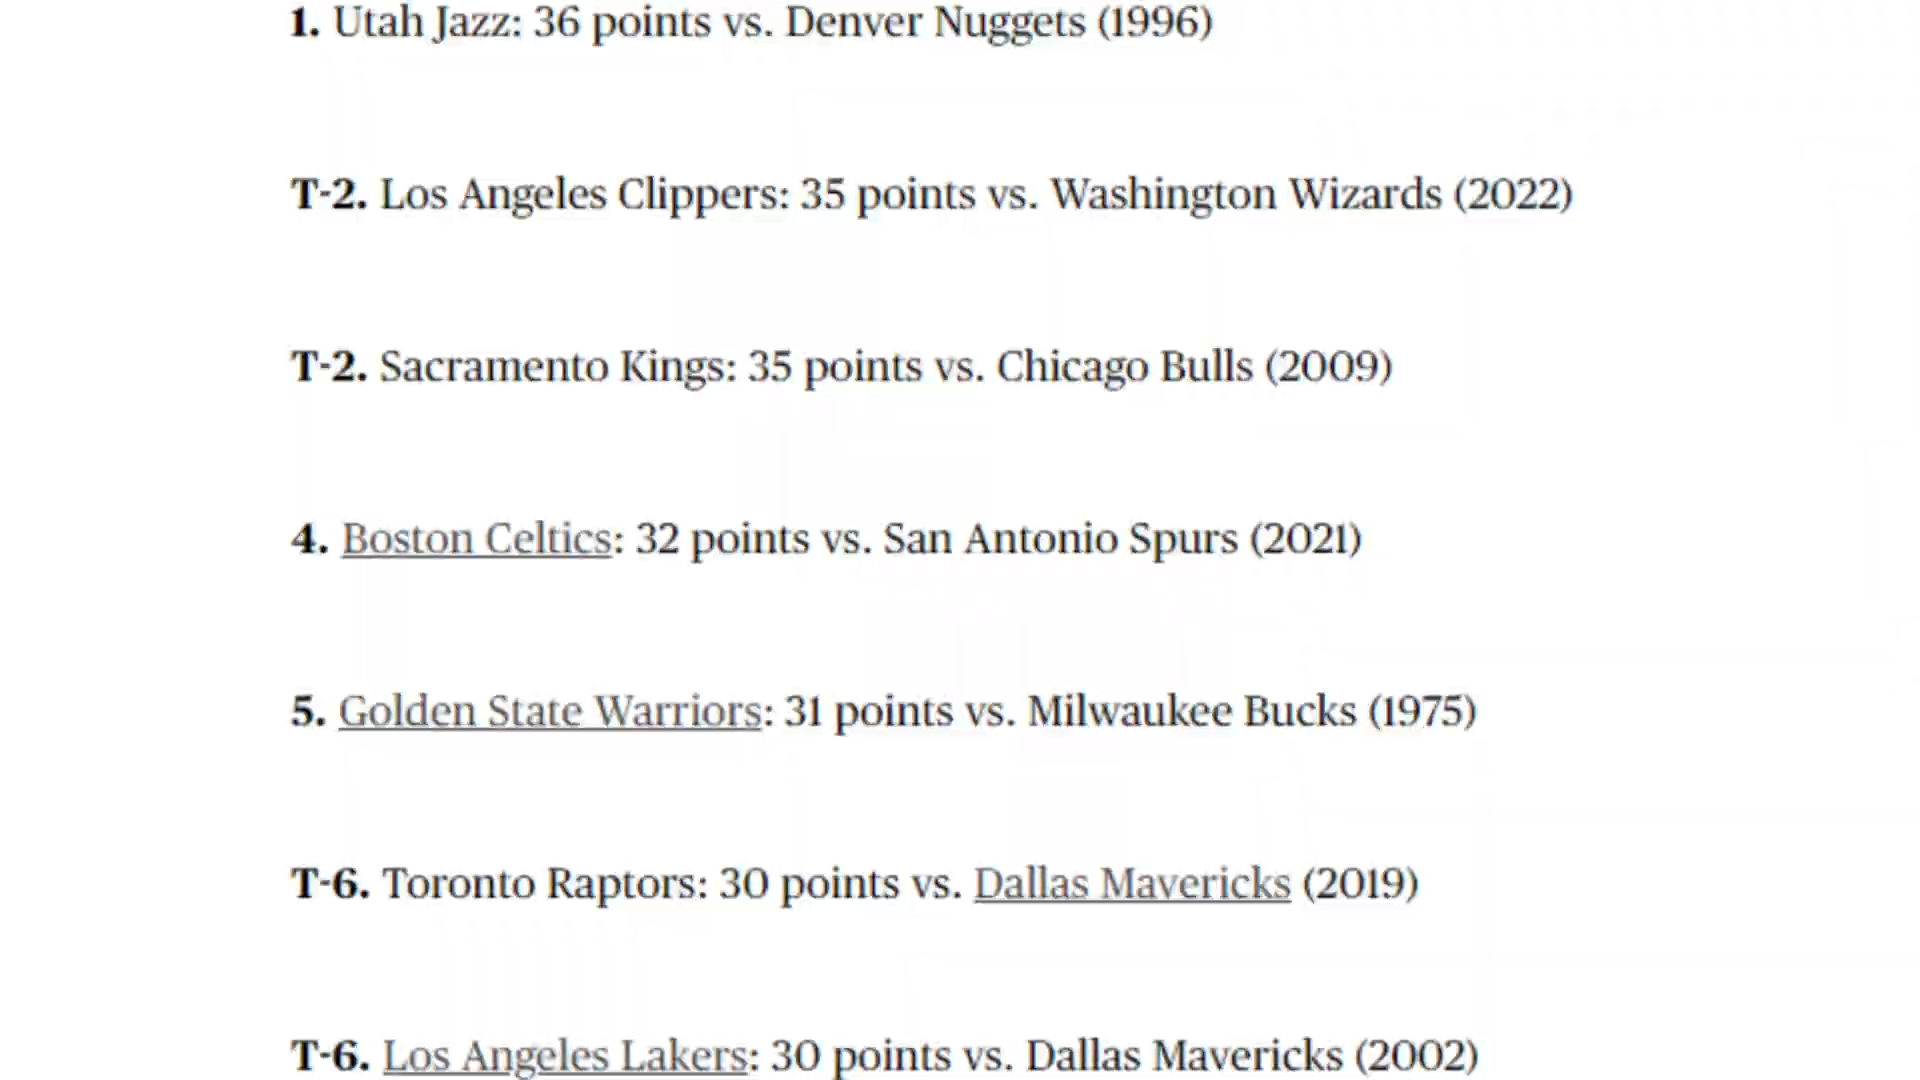 1. Utah Jazz: 36 points vs. Denver Nuggets (1996)
T-2. Los Angeles Clippers: 35 points vs. Washington Wizards (2022)
T-2. Sacramento Kings: 35 points vs. Chicago Bulls (2009)
4. Boston Celtics: 32 points vs. San Antonio Spurs (2021)
5. Golden State Warriors: 31 points vs. Milwaukee Bucks (1975)
T-6. Toronto Raptors: 30 points vs. Dallas Mavericks (2019)
T-6. Los Angeles Lakers: 30 points vs. Dallas Mavericks (2002)